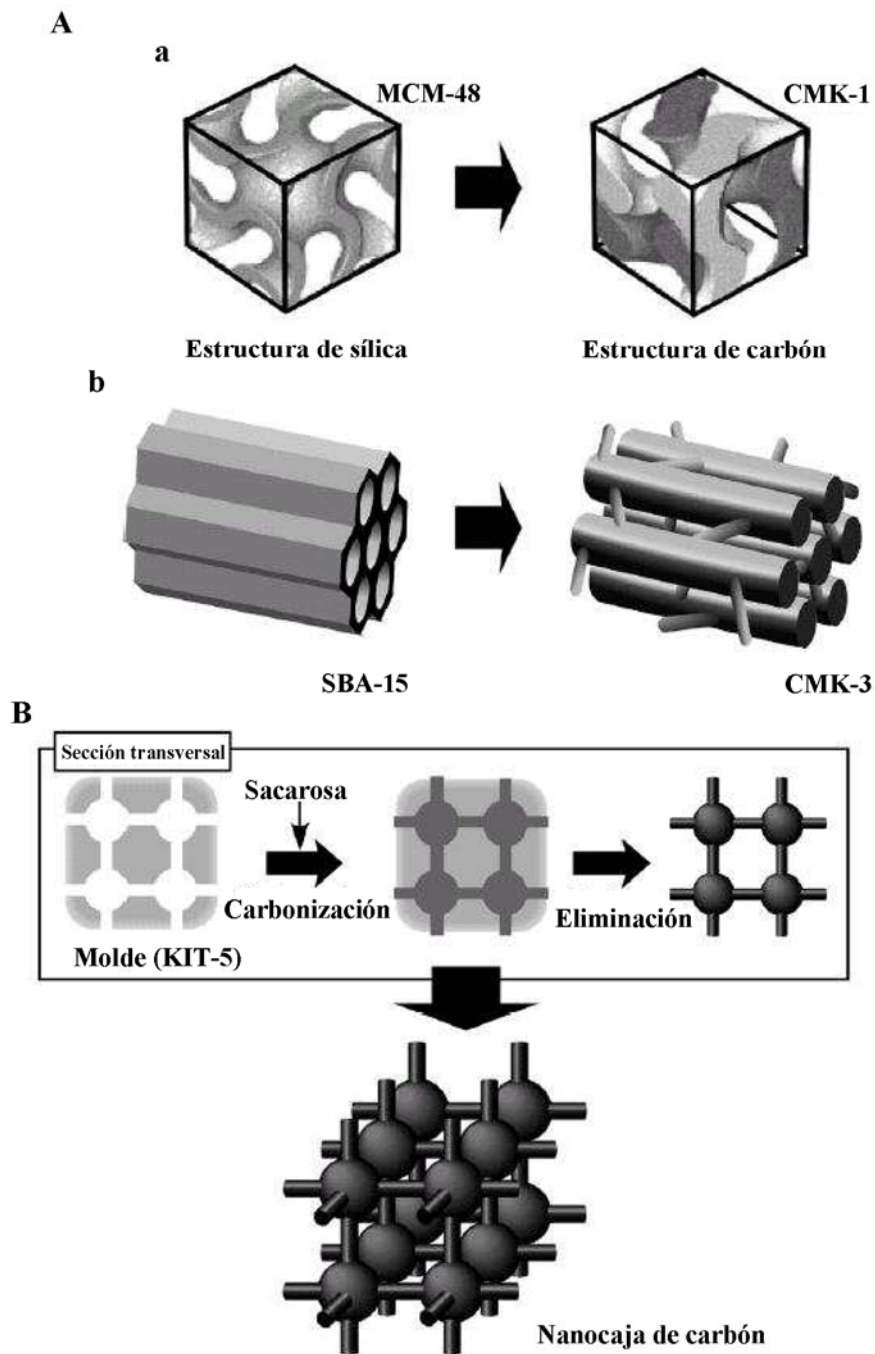 A
a
MCM-48
CMK-1
Estructura de sílica
Estructura de carbón
b
SBA-15
CMK-3
B
Sección transversal
Sacarosa
Carbonización
Eliminación
Molde (KIT-5)
Nanocaja de carbón